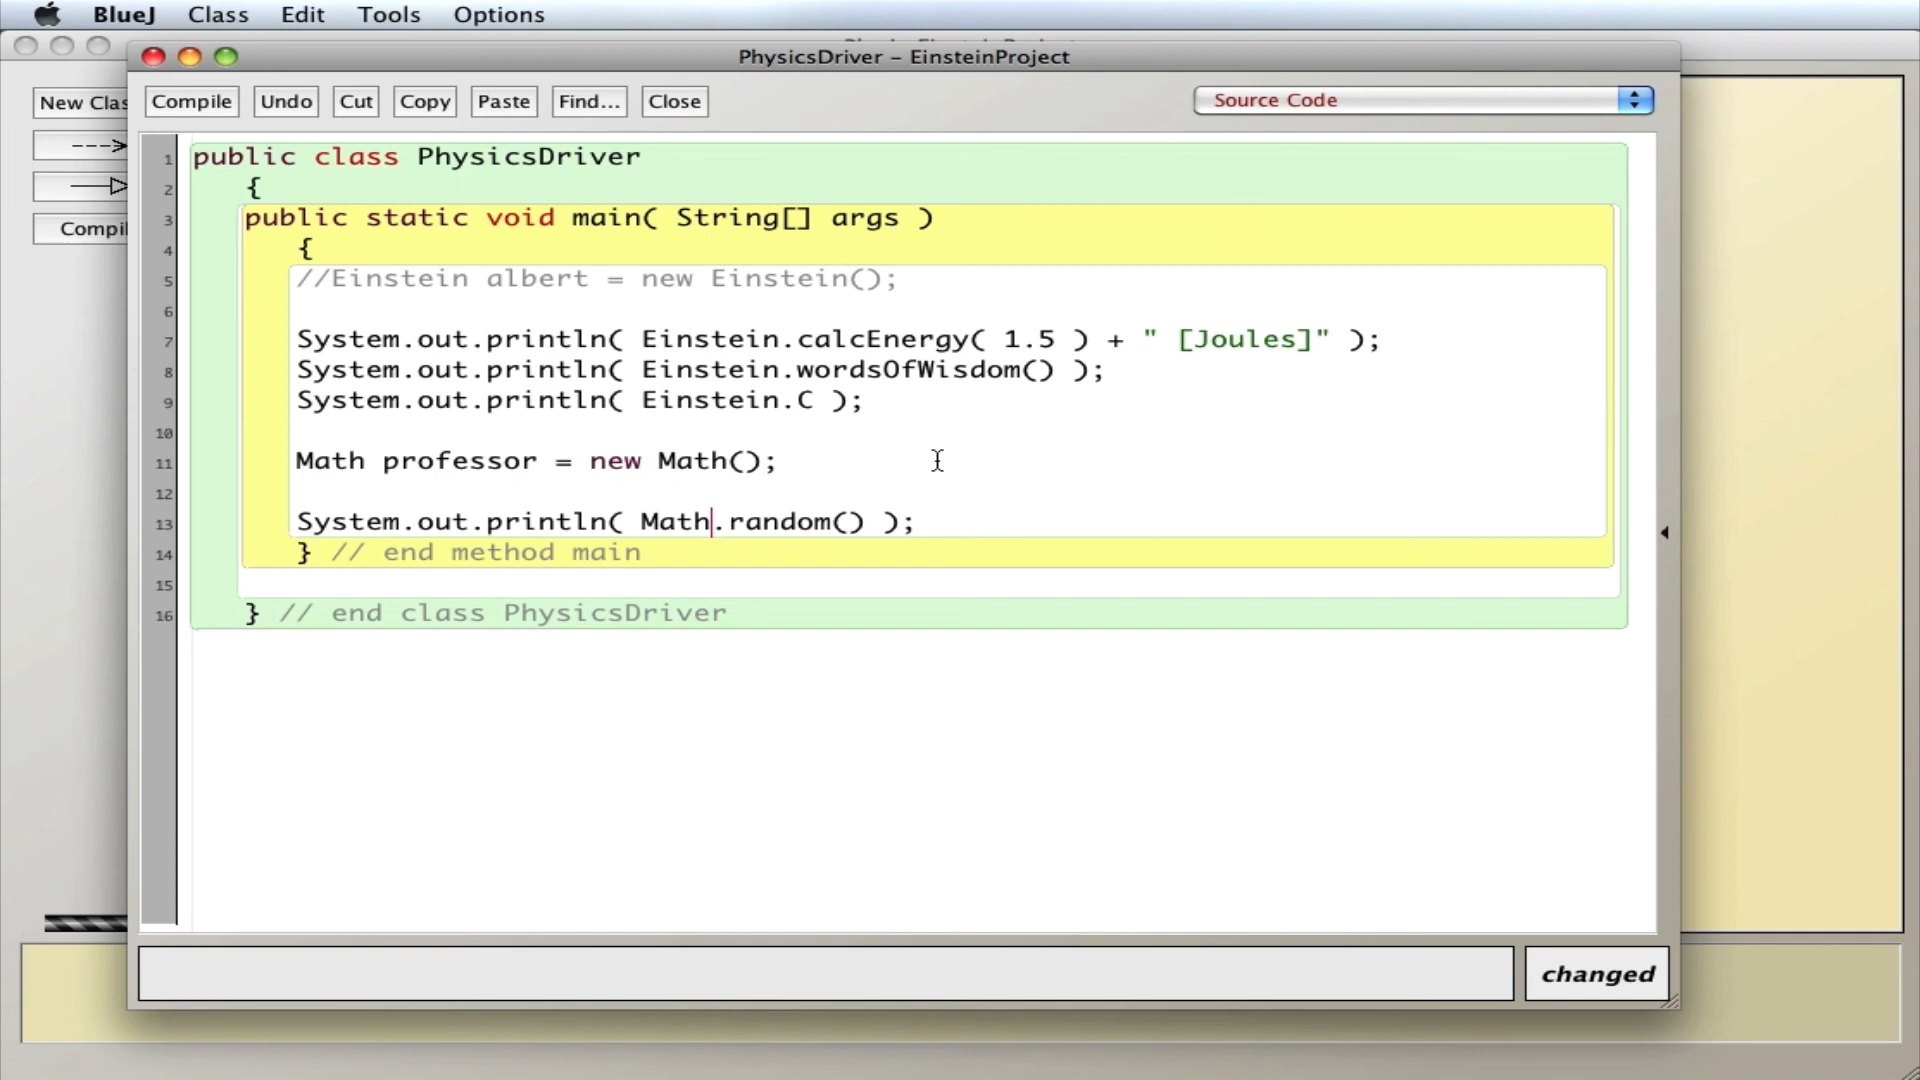 BlueJ Class Edit Tools Options
PhysicsDriver – EinsteinProject
New Clas
Compile Undo Cut Copy Paste Find... Close
Source Code
Compil
1 public class PhysicsDriver
2 {
3 public static void main( String[] args )
4 {
5 //Einstein albert = new Einstein();
6
7 System.out.println( Einstein.calcEnergy( 1.5 ) + " [Joules]" );
8 System.out.println( Einstein.wordsOfWisdom() );
9 System.out.println( Einstein.C );
10
11 Math professor = new Math();
12
13 System.out.println( Math.random() );
14 } // end method main
15
16 } // end class PhysicsDriver
changed